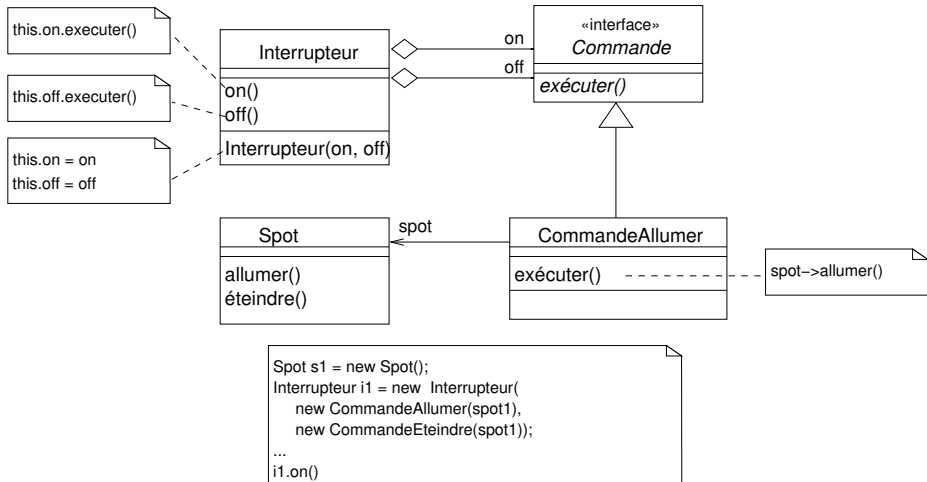 this.on.executer()
this.off.executer()
this.on = on
this.off = off
Interrupteur
on()
off()
Interrupteur(on, off)
on
off
«interface»
Commande
exécuter()
Spot
allumer()
éteindre()
spot
CommandeAllumer
exécuter()
spot−>allumer()
Spot s1 = new Spot();
Interrupteur i1 = new Interrupteur(
new CommandeAllumer(spot1),
new CommandeEteindre(spot1));
...
i1.on()